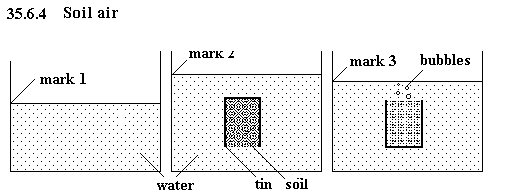 35.6.4 Soil air
mark 1
mark 2
mark 3
bubbles
water
tin
soil